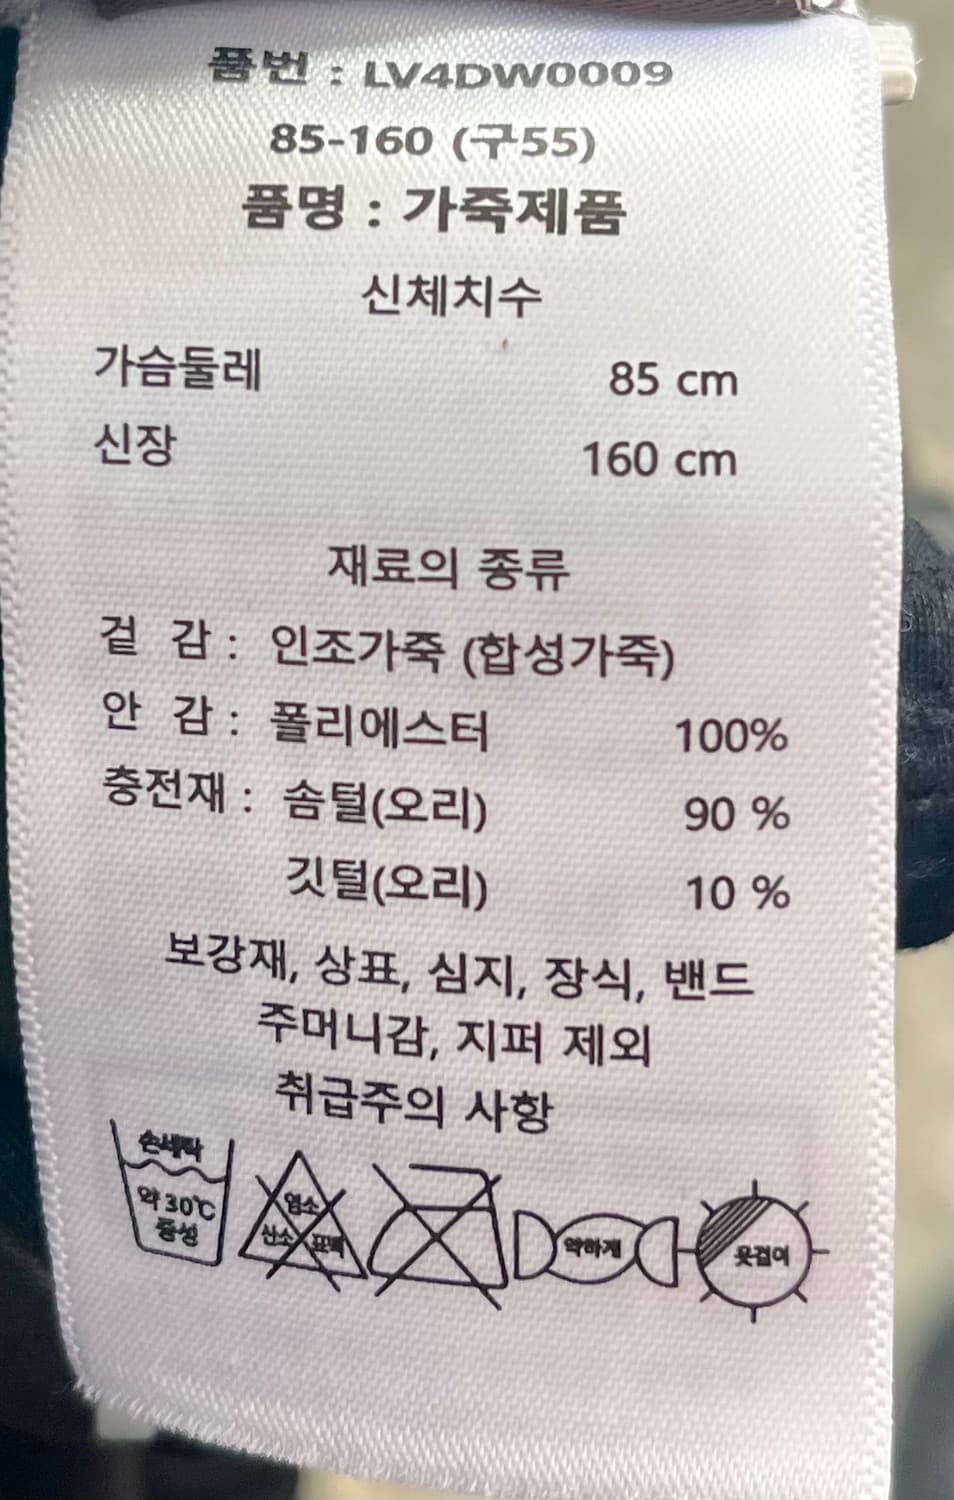 품번 : LV4DW0009
85-160 (구55)
품명 : 가죽제품
신체치수
가슴둘레 85 cm
신장 160 cm
재료의 종류
겉 감 : 인조가죽 (합성가죽)
안 감 : 폴리에스터 100%
충전재 : 솜털(오리) 90 %
깃털(오리) 10 %
보강재, 상표, 심지, 장식, 밴드
주머니감, 지퍼 제외
취급주의 사항
손세탁
약 30℃
중성
염소
산소 표백
약하게
옷걸이